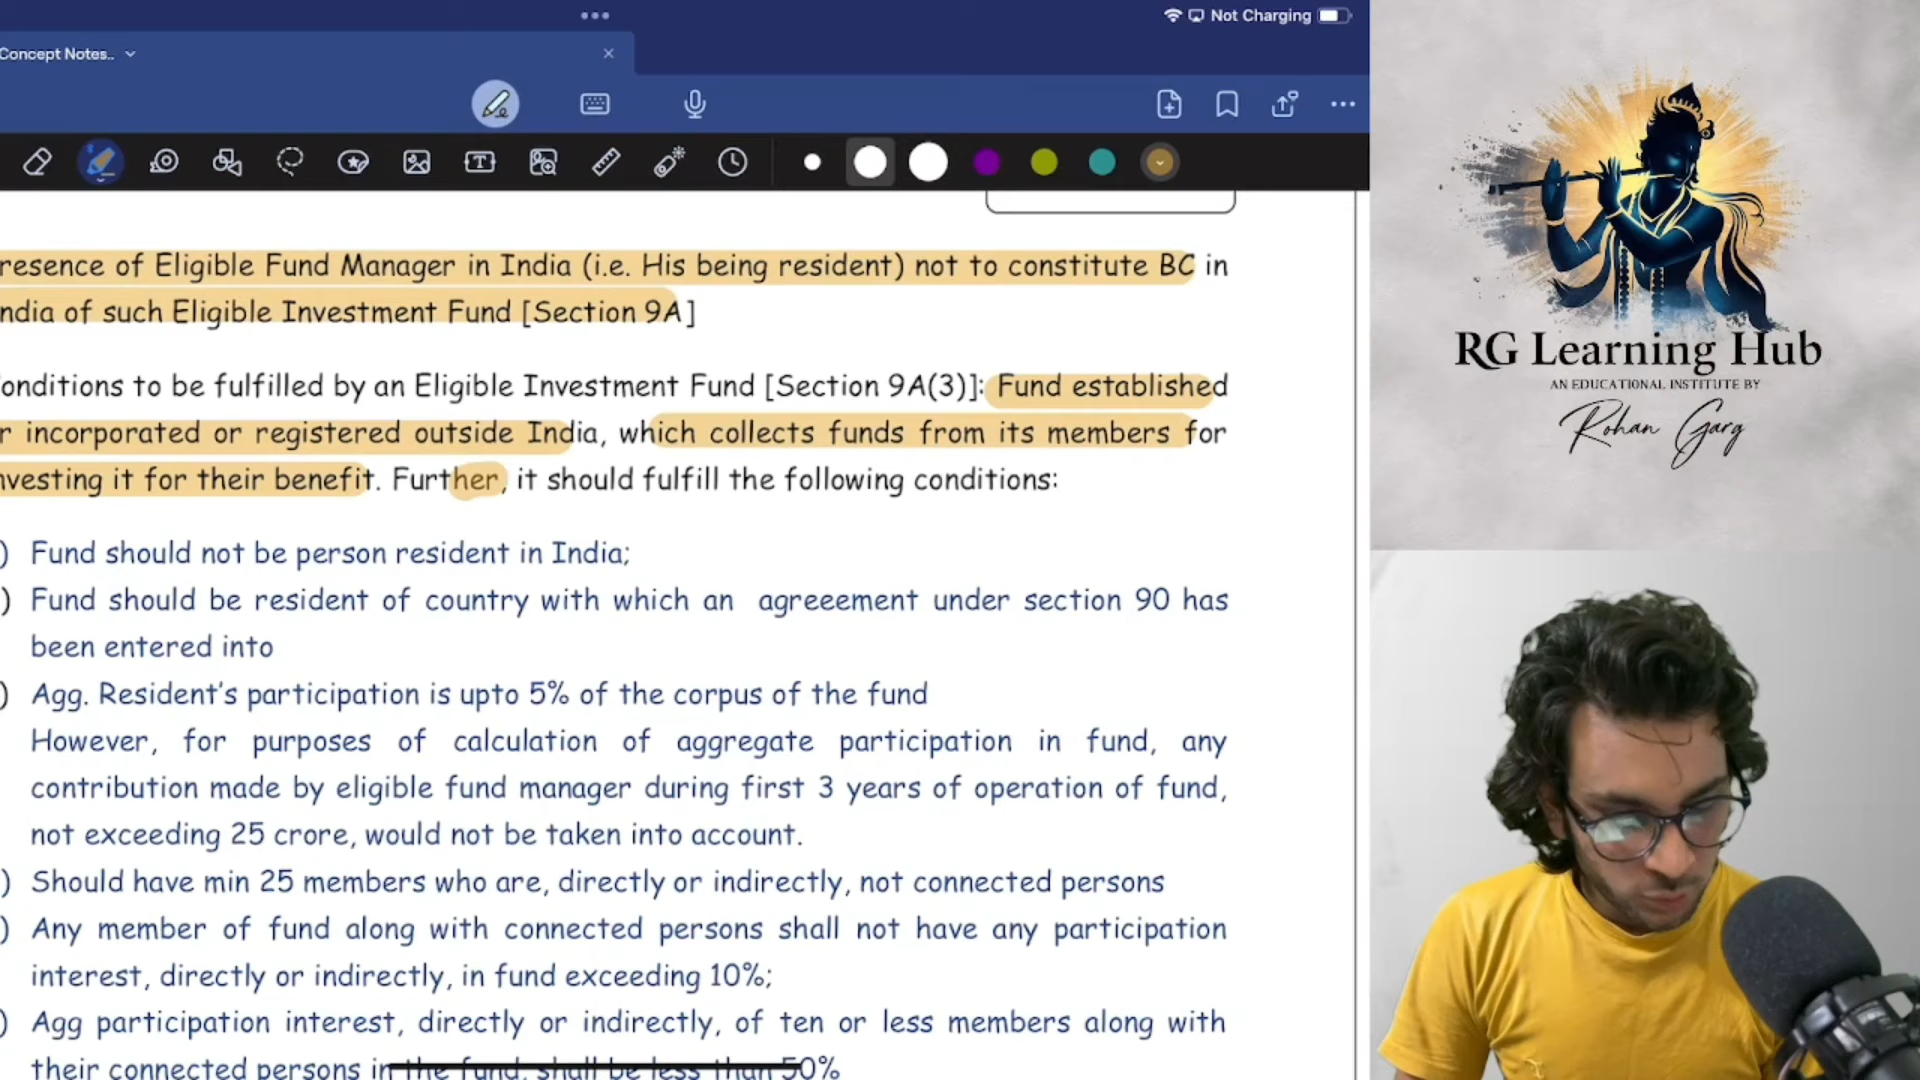 Not Charging
Concept Notes..
resence of Eligible Fund Manager in India (i.e. His being resident) not to constitute BC in
ndia of such Eligible Investment Fund [Section 9A]
onditions to be fulfilled by an Eligible Investment Fund [Section 9A(3)]: Fund established
r incorporated or registered outside India, which collects funds from its members for
nvesting it for their benefit. Further, it should fulfill the following conditions:
) Fund should not be person resident in India;
) Fund should be resident of country with which an agreeement under section 90 has
been entered into
) Agg. Resident's participation is upto 5% of the corpus of the fund
However, for purposes of calculation of aggregate participation in fund, any
contribution made by eligible fund manager during first 3 years of operation of fund,
not exceeding 25 crore, would not be taken into account.
) Should have min 25 members who are, directly or indirectly, not connected persons
) Any member of fund along with connected persons shall not have any participation
interest, directly or indirectly, in fund exceeding 10%;
) Agg participation interest, directly or indirectly, of ten or less members along with
their connected persons in the fund, shall be less than 50%
RG Learning Hub
AN EDUCATIONAL INSTITUTE BY
Rohan Garg